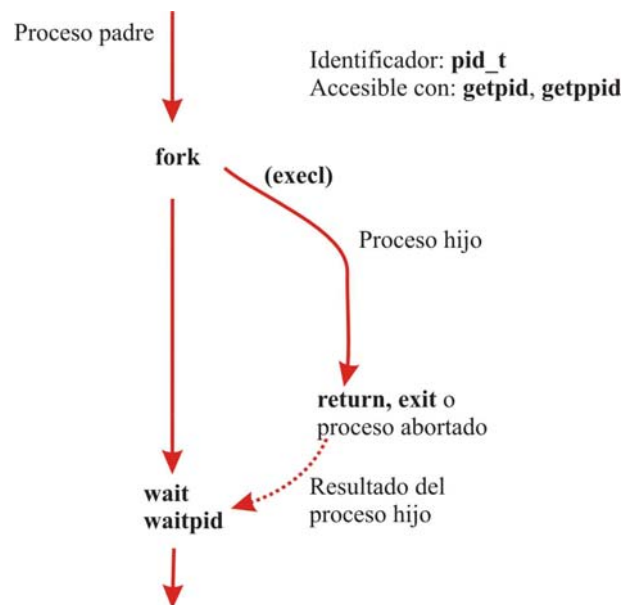 Proceso padre
Identificador: pid_t
Accesible con: getpid, getppid
fork
(execl)
Proceso hijo
return, exit o
proceso abortado
wait
waitpid
Resultado del
proceso hijo